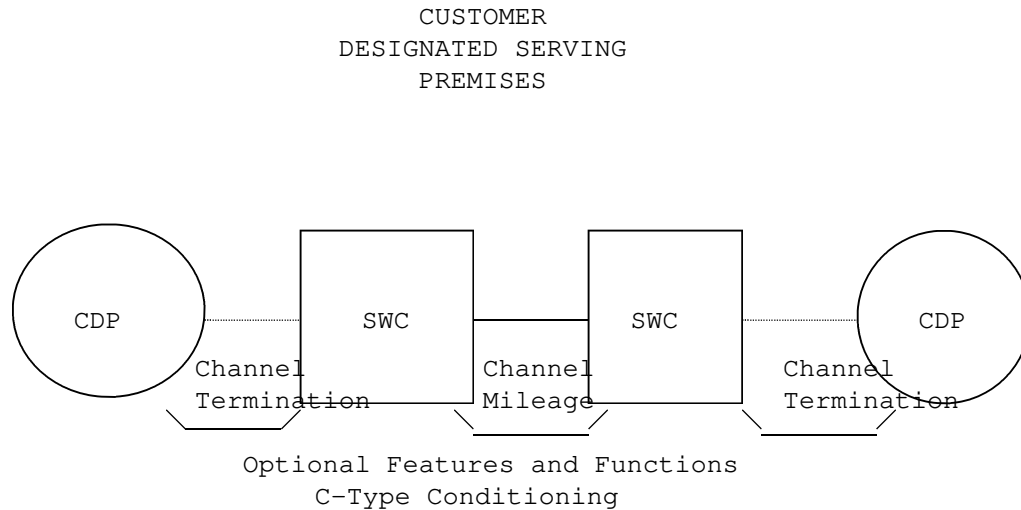 CUSTOMER
DESIGNATED SERVING
PREMISES
CDP SWC SWC CDP
Channel Channel Channel
Termination Mileage Termination
Optional Features and Functions
C-Type Conditioning